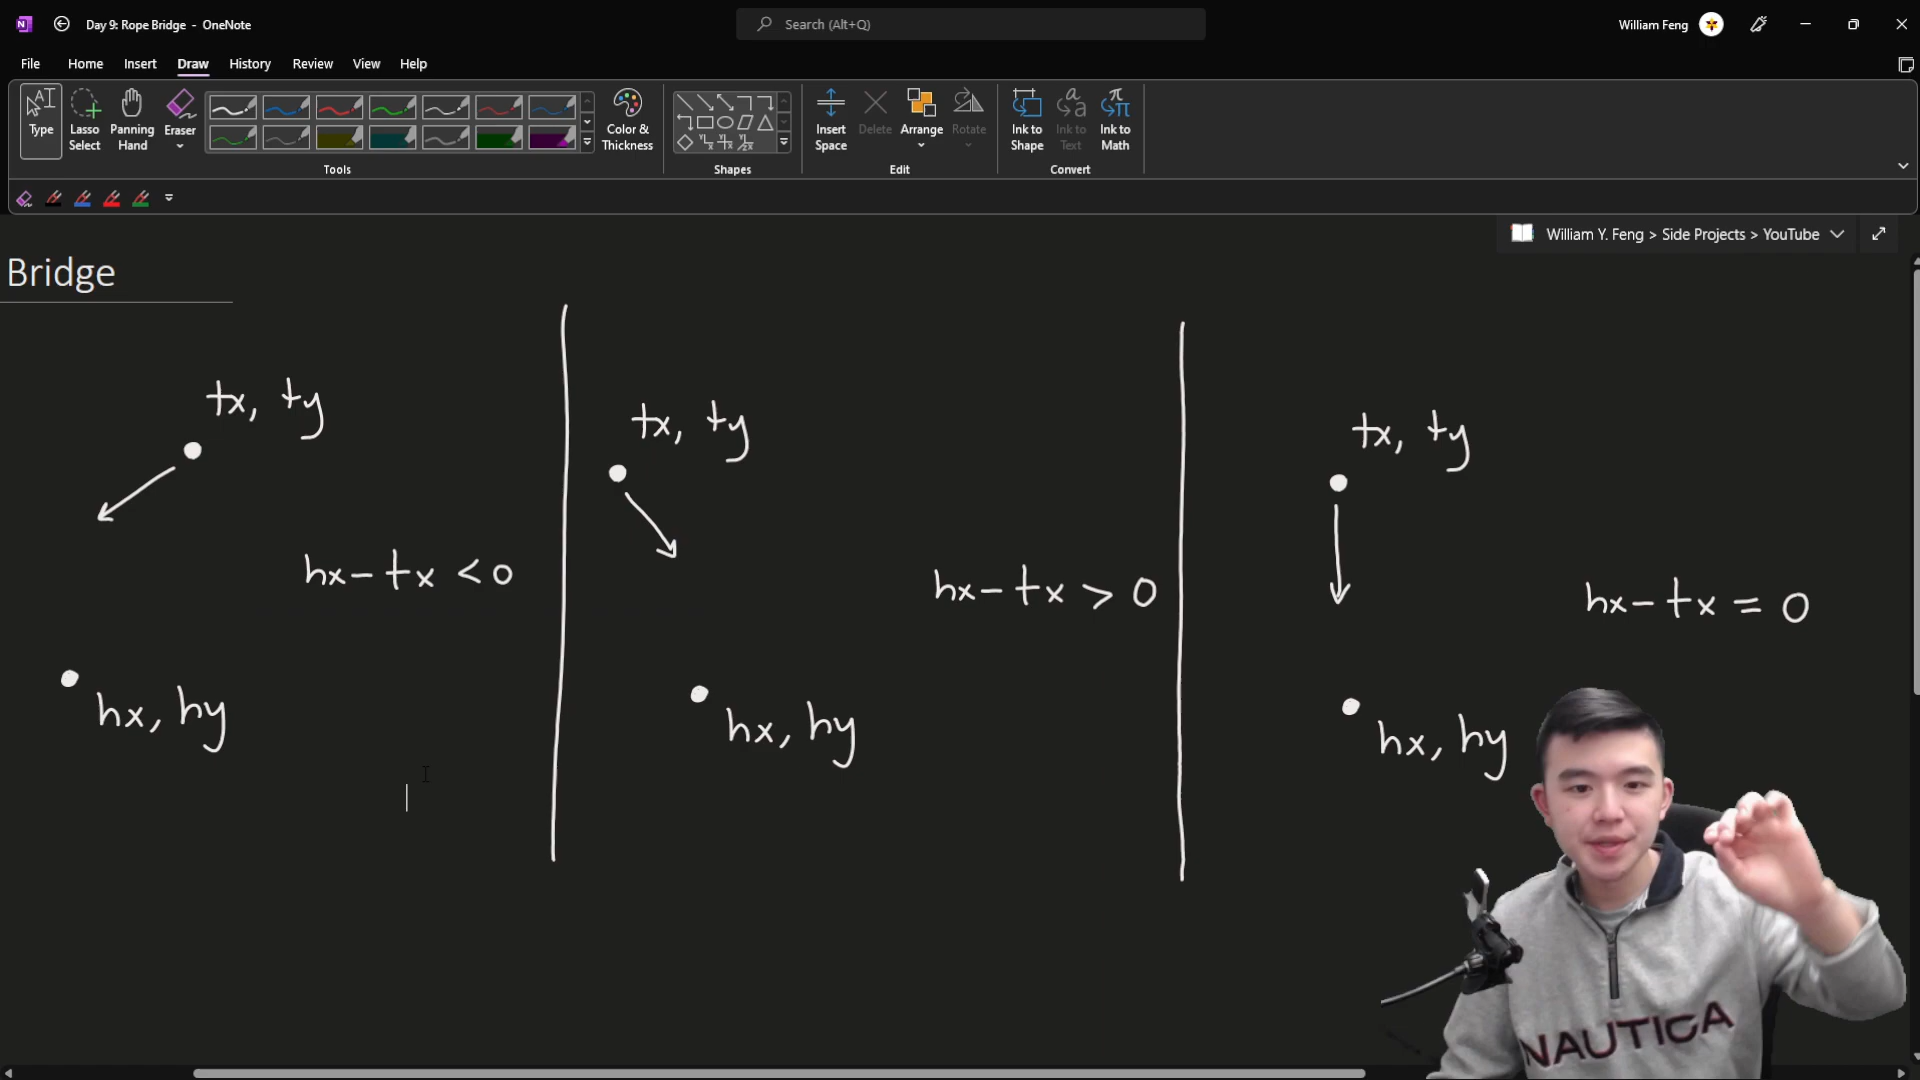 Day 9: Rope Bridge - OneNote
Search (Alt+Q)
William Feng
File Home Insert Draw History Review View Help
Type
Lasso Select
Panning Hand
Eraser
Color & Thickness
Insert Space
Delete
Arrange
Rotate
Ink to Shape
Ink to Text
Ink to Math
Tools
Shapes
Edit
Convert
William Y. Feng > Side Projects > YouTube
Bridge
tx, ty
hx - tx < 0
hx, hy
tx, ty
hx - tx > 0
hx, hy
tx, ty
hx - tx = 0
hx, hy
NAUTICA